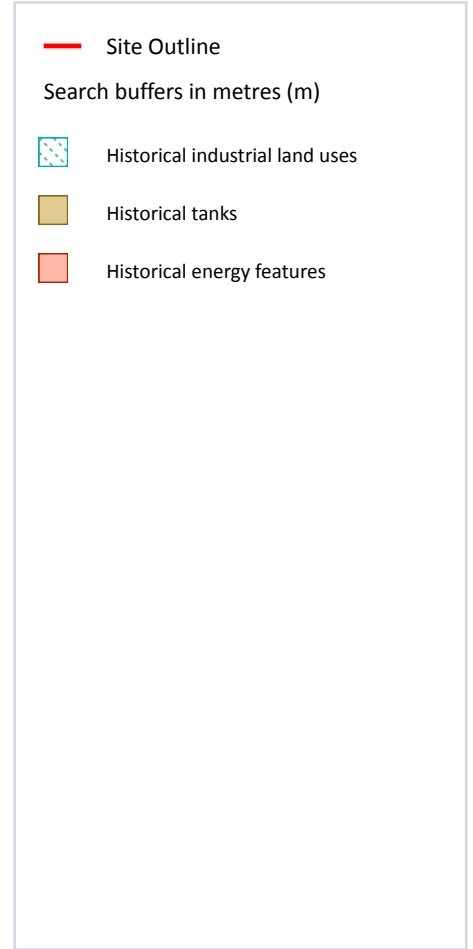 Site Outline
Search buffers in metres (m)
Historical industrial land uses
Historical tanks
Historical energy features